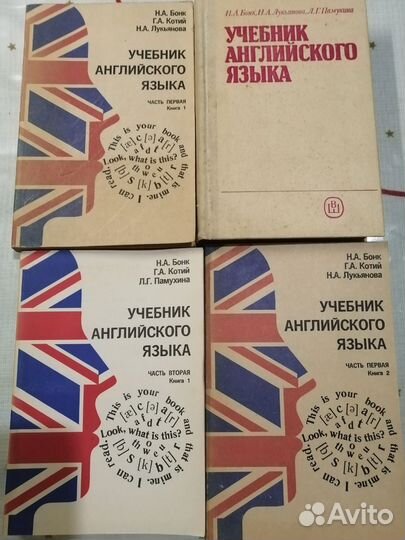 Н.А. Бонк
Г.А. Котий
Н.А. Лукьянова
УЧЕБНИК
АНГЛИЙСКОГО
ЯЗЫКА
ЧАСТЬ ПЕРВАЯ
Книга 1
This is your book and that is mine. I can read.
[æ] c [ə] a [r]
a f d t
Look, what is this?
o
t h w e u
[b] s [k] b [t] r
Н.А. Бонк, Н.А. Лукьянова, Л.Г. Памухина
УЧЕБНИК
АНГЛИЙСКОГО
ЯЗЫКА
ВШ
Н.А. Бонк
Г.А. Котий
Л.Г. Памухина
УЧЕБНИК
АНГЛИЙСКОГО
ЯЗЫКА
ЧАСТЬ ВТОРАЯ
Книга 1
This is your book and that is mine. I can read.
[æ] c [ə] a [r]
a f d t
Look, what is this?
o
t h w e u
[b] s [k] b [t] r
Н.А. Бонк
Г.А. Котий
Н.А. Лукьянова
УЧЕБНИК
АНГЛИЙСКОГО
ЯЗЫКА
ЧАСТЬ ПЕРВАЯ
Книга 2
This is your book and that is mine. I can read.
[æ] c [ə] a [r]
a f d t
Look, what is this?
o
t h w e u
[b] s [k] b [t] r
Avito